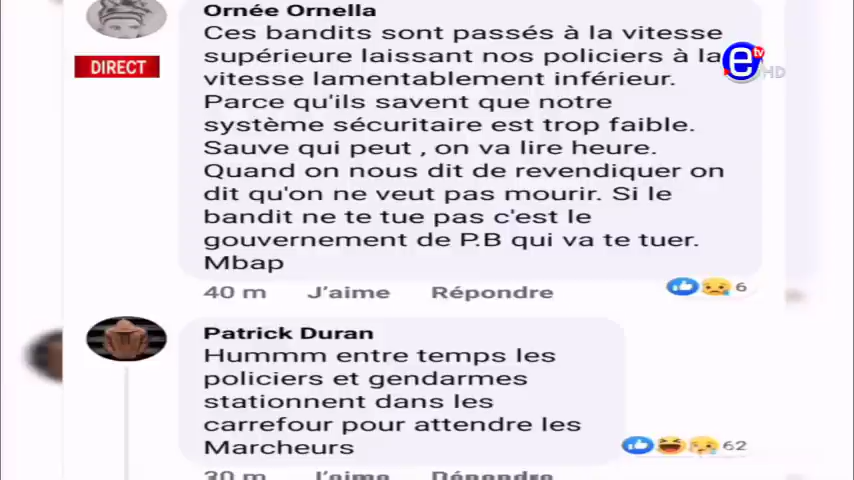 Ornée Ornella
Ces bandits sont passés à la vitesse
supérieure laissant nos policiers à la
vitesse lamentablement inférieur.
Parce qu'ils savent que notre
système sécuritaire est trop faible.
Sauve qui peut , on va lire heure.
Quand on nous dit de revendiquer on
dit qu'on ne veut pas mourir. Si le
bandit ne te tue pas c'est le
gouvernement de P.B qui va te tuer.
Mbap
40 m J'aime Répondre
6
DIRECT
e tv
HD
Patrick Duran
Hummm entre temps les
policiers et gendarmes
stationnent dans les
carrefour pour attendre les
Marcheurs
62
30 m J'aime Répondre